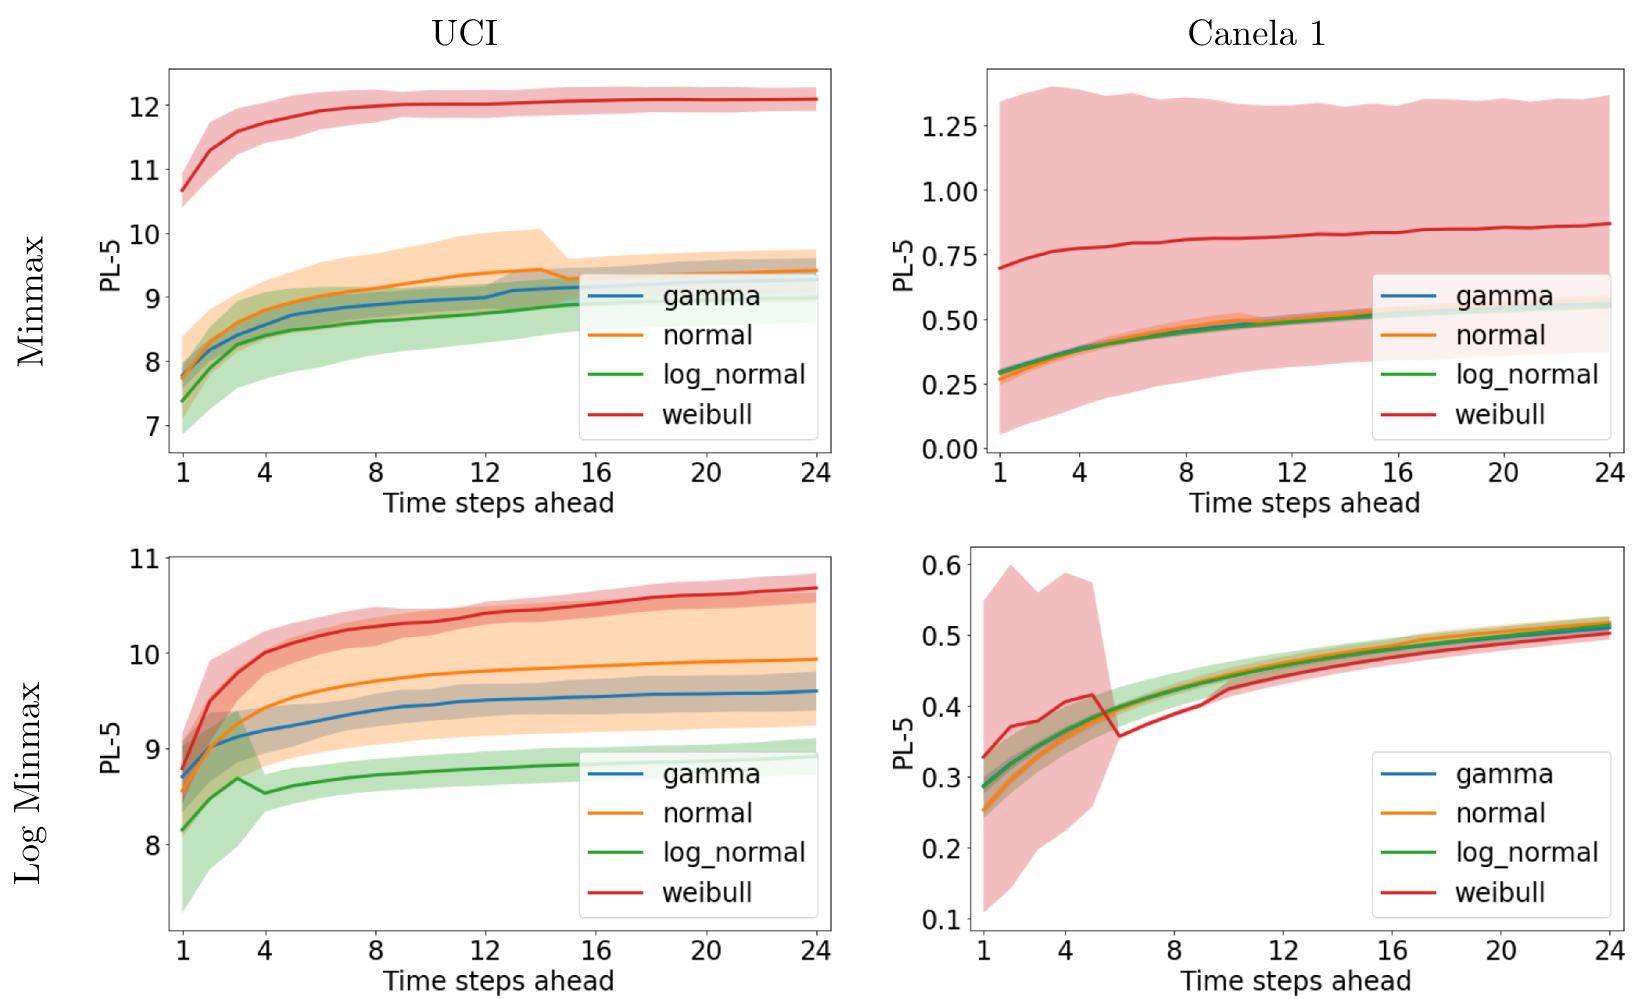 UCI
Canela 1
Minmax
PL-5
12
11
10
9
8
7
gamma
normal
log_normal
weibull
1 4 8 12 16 20 24
Time steps ahead
PL-5
1.25
1.00
0.75
0.50
0.25
0.00
gamma
normal
log_normal
weibull
1 4 8 12 16 20 24
Time steps ahead
Log Minmax
PL-5
11
10
9
8
gamma
normal
log_normal
weibull
1 4 8 12 16 20 24
Time steps ahead
PL-5
0.6
0.5
0.4
0.3
0.2
0.1
gamma
normal
log_normal
weibull
1 4 8 12 16 20 24
Time steps ahead